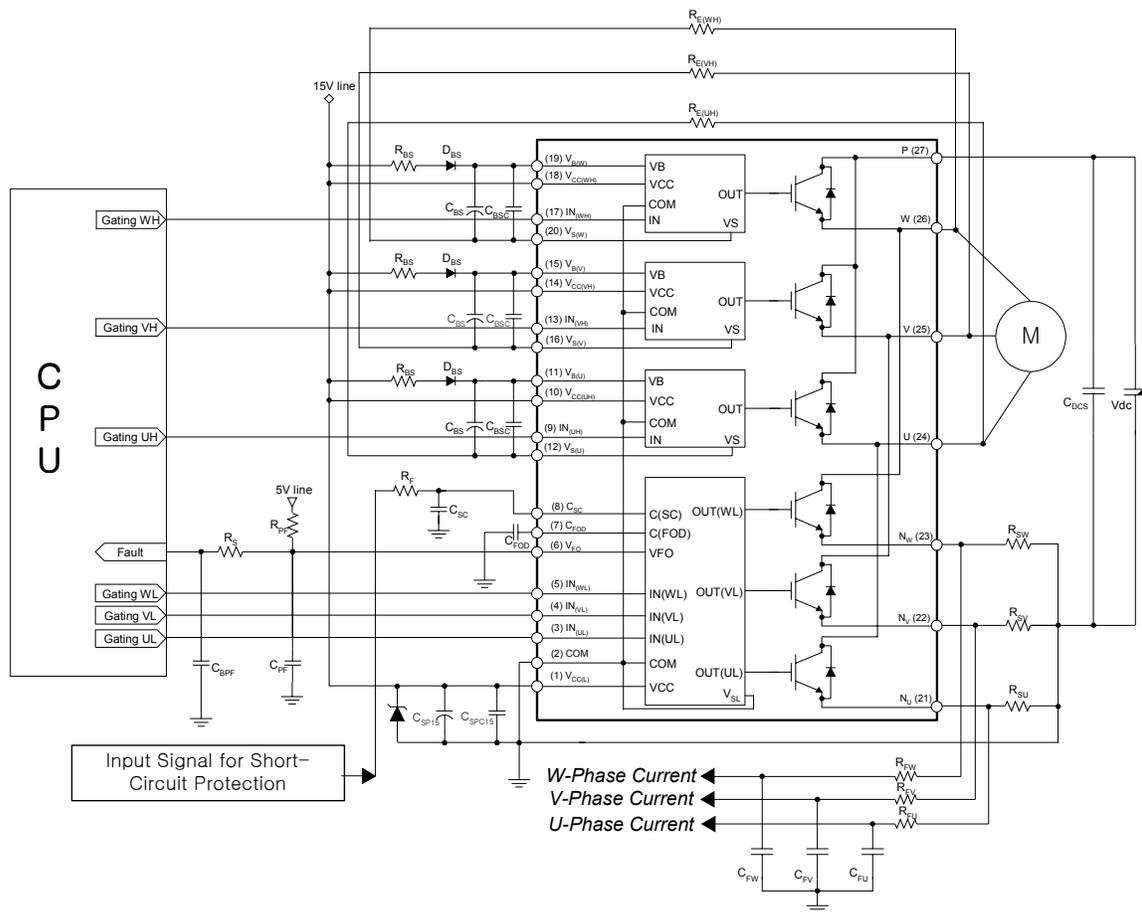 R_E(WH)
R_E(VH)
15V line
R_E(UH)
P (27)
R_BS
D_BS
(19) V_B(W)
VB
(18) V_CC(WH)
VCC
OUT
COM
C_BS
C_BSC
Gating WH
(17) IN_(WH)
IN
VS
W (26)
(20) V_S(W)
R_BS
D_BS
(15) V_B(V)
VB
(14) V_CC(VH)
VCC
OUT
COM
C_BS
C_BSC
Gating VH
(13) IN_(VH)
IN
VS
V (25)
(16) V_S(V)
M
R_BS
D_BS
(11) V_B(U)
VB
(10) V_CC(UH)
VCC
OUT
COM
C_BS
C_BSC
C_DCS
Vdc
CPU
Gating UH
(9) IN_(UH)
IN
VS
U (24)
(12) V_S(U)
R_F
5V line
C_SC
(8) C_SC
C(SC)
OUT(WL)
R_PF
(7) C_FOD
C(FOD)
C_FOD
R_S
Fault
(6) V_FO
VFO
N_W (23)
R_SW
Gating WL
(5) IN_(WL)
IN(WL)
OUT(VL)
Gating VL
(4) IN_(VL)
IN(VL)
N_V (22)
R_SV
Gating UL
(3) IN_(UL)
IN(UL)
(2) COM
COM
OUT(UL)
C_BPF
C_PF
(1) V_CC(L)
VCC
V_SL
N_U (21)
R_SU
C_SP15
C_SPC15
Input Signal for Short-
Circuit Protection
W-Phase Current
R_FW
V-Phase Current
R_FV
U-Phase Current
R_FU
C_FW
C_FV
C_FU